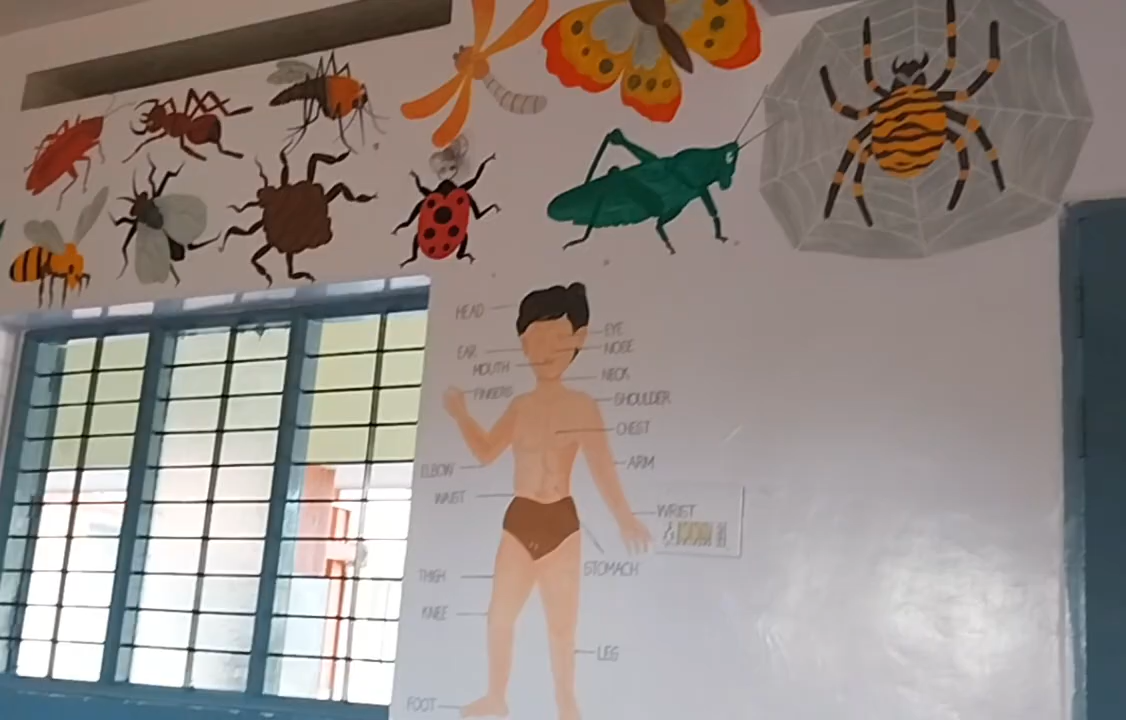 HEAD
EYE
EAR
NOSE
MOUTH
NECK
FINGERS
SHOULDER
CHEST
ELBOW
ARM
WAIST
WRIST
STOMACH
THIGH
KNEE
LEG
FOOT